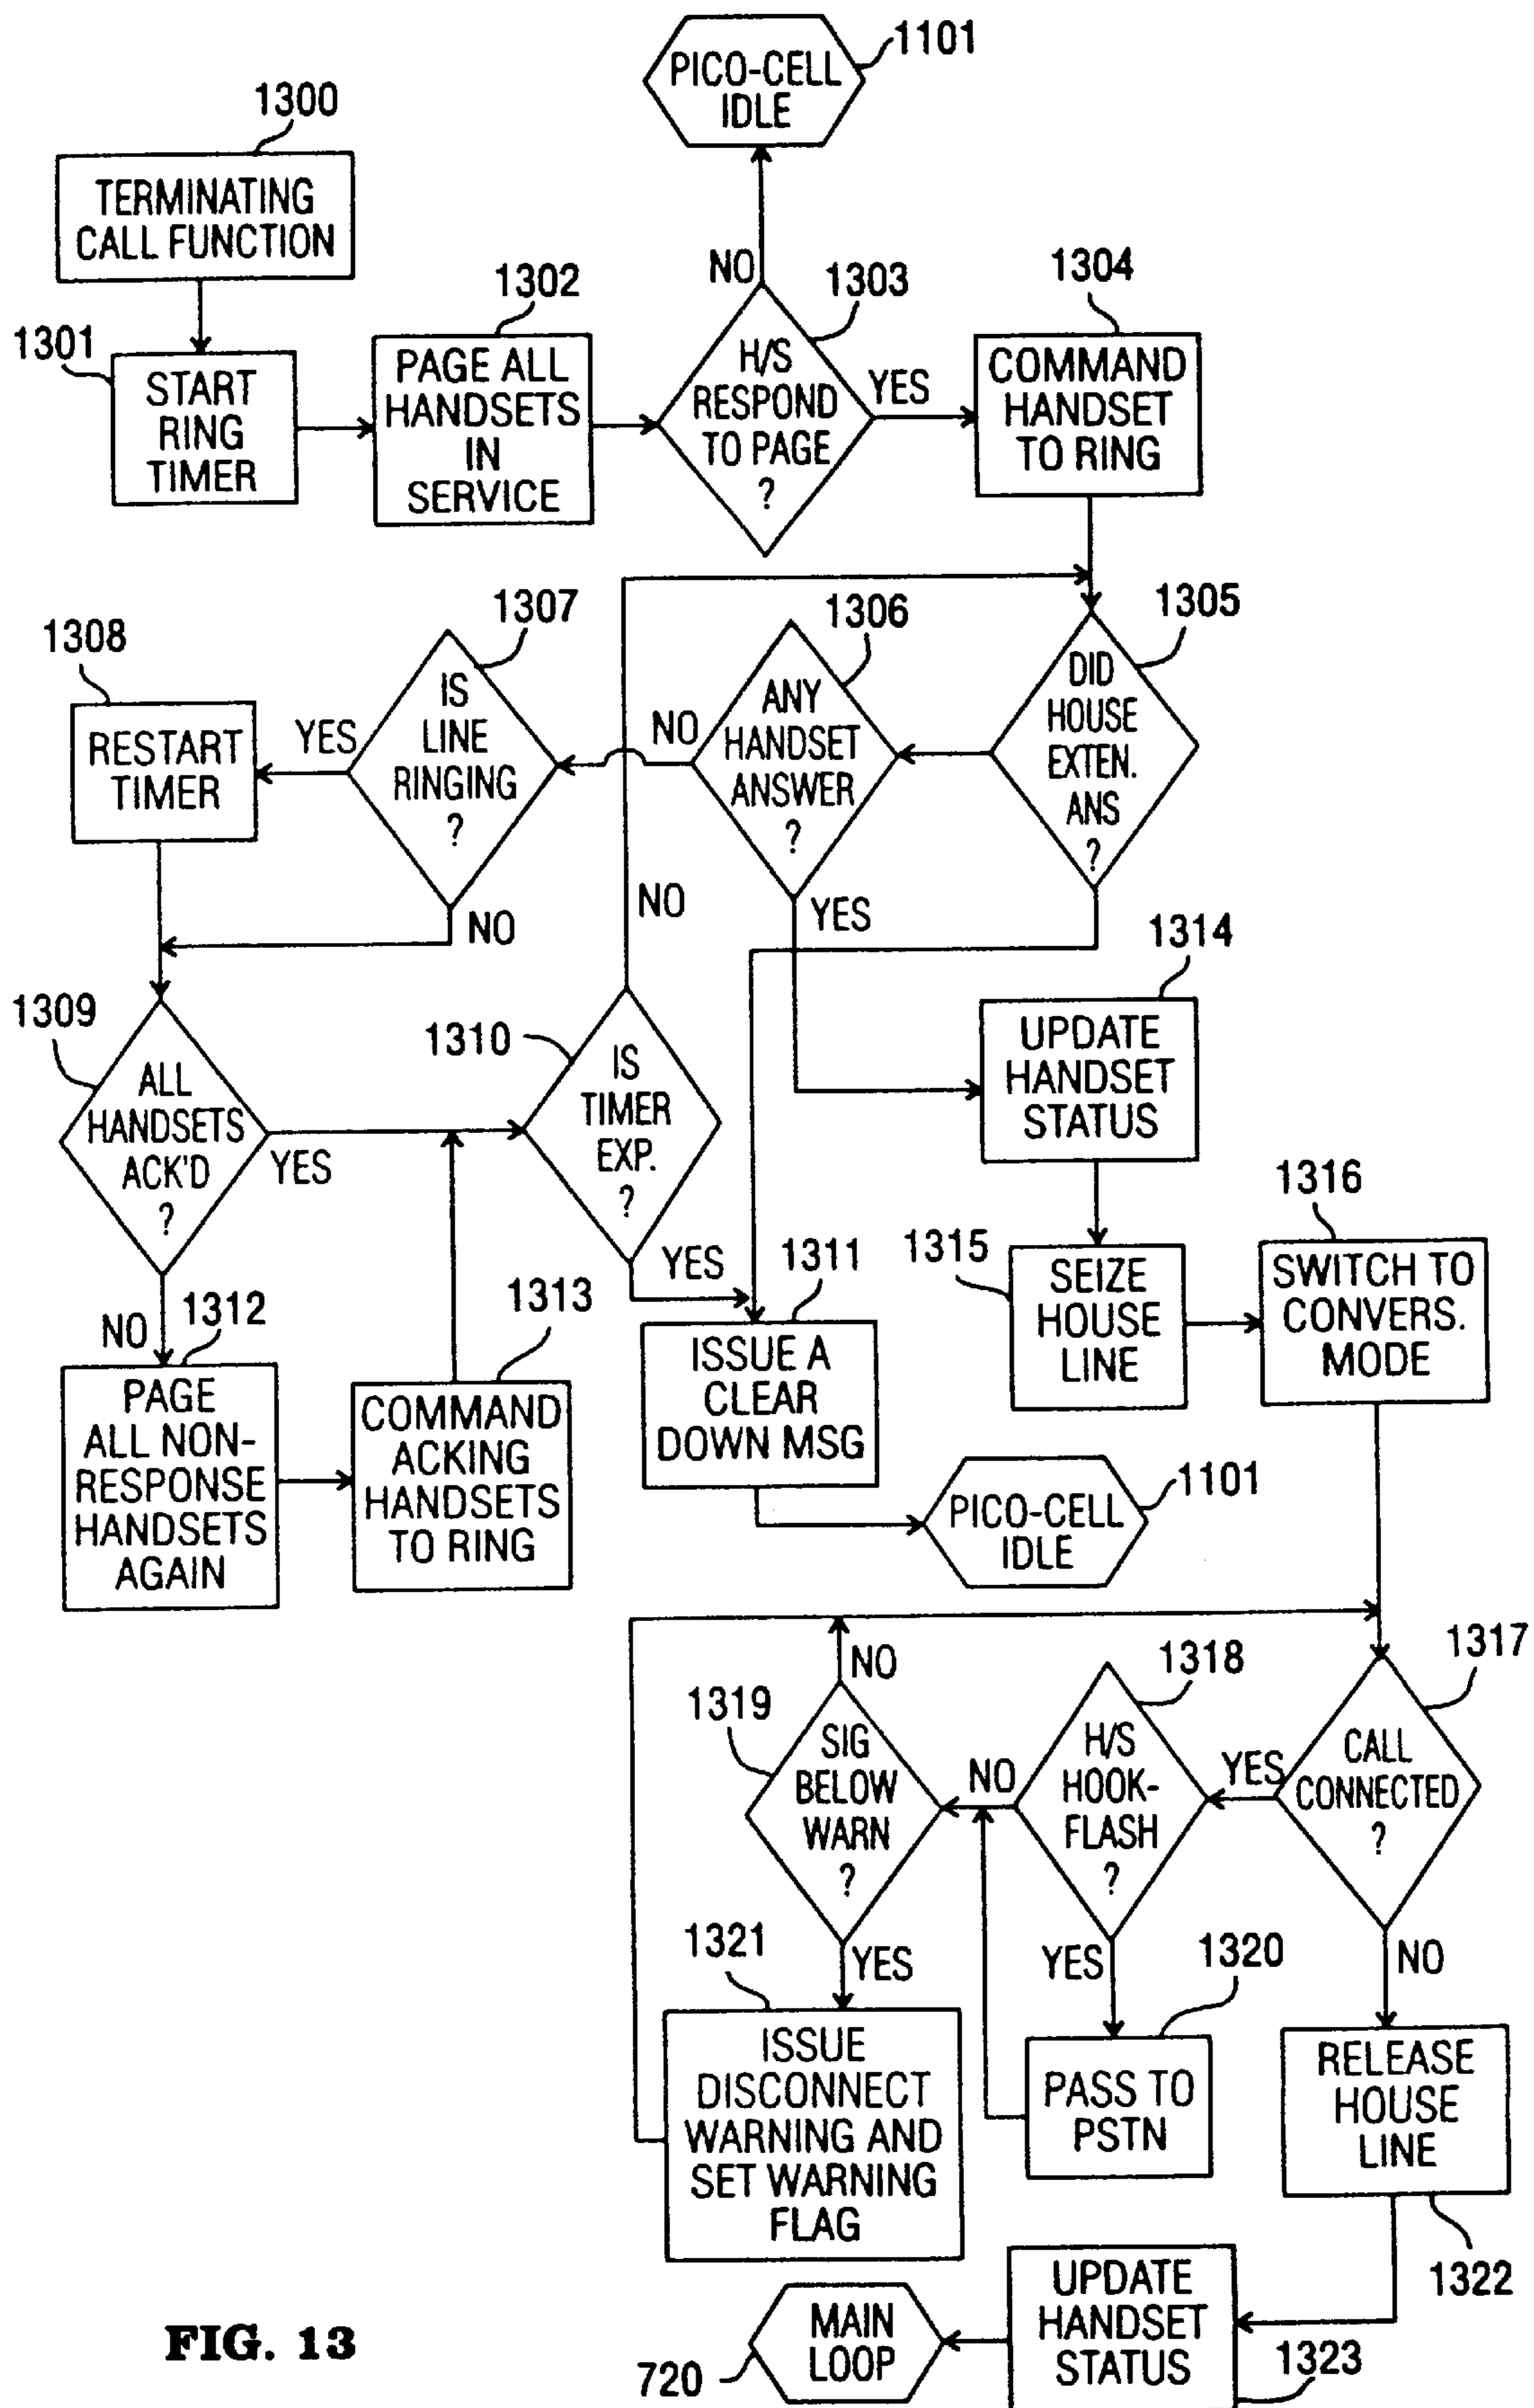 1101
PICO-CELL
IDLE
1300
TERMINATING
CALL FUNCTION
1301
START
RING
TIMER
1302
PAGE ALL
HANDSETS
IN
SERVICE
NO
1303
H/S
RESPOND
TO PAGE
?
YES
1304
COMMAND
HANDSET
TO RING
1305
DID
HOUSE
EXTEN.
ANS
?
1306
ANY
HANDSET
ANSWER
?
NO
YES
1307
IS
LINE
RINGING
?
YES
NO
1308
RESTART
TIMER
1309
ALL
HANDSETS
ACK'D
?
YES
NO
1310
IS
TIMER
EXP.
?
NO
YES
1311
ISSUE A
CLEAR
DOWN MSG
1312
PAGE
ALL NON-
RESPONSE
HANDSETS
AGAIN
1313
COMMAND
ACKING
HANDSETS
TO RING
1101
PICO-CELL
IDLE
1314
UPDATE
HANDSET
STATUS
1315
SEIZE
HOUSE
LINE
1316
SWITCH TO
CONVERS.
MODE
1317
CALL
CONNECTED
?
YES
NO
1318
H/S
HOOK-
FLASH
?
NO
YES
1319
SIG
BELOW
WARN
?
NO
YES
1320
PASS TO
PSTN
1321
ISSUE
DISCONNECT
WARNING AND
SET WARNING
FLAG
RELEASE
HOUSE
LINE
1322
UPDATE
HANDSET
STATUS
1323
MAIN
LOOP
720
FIG. 13